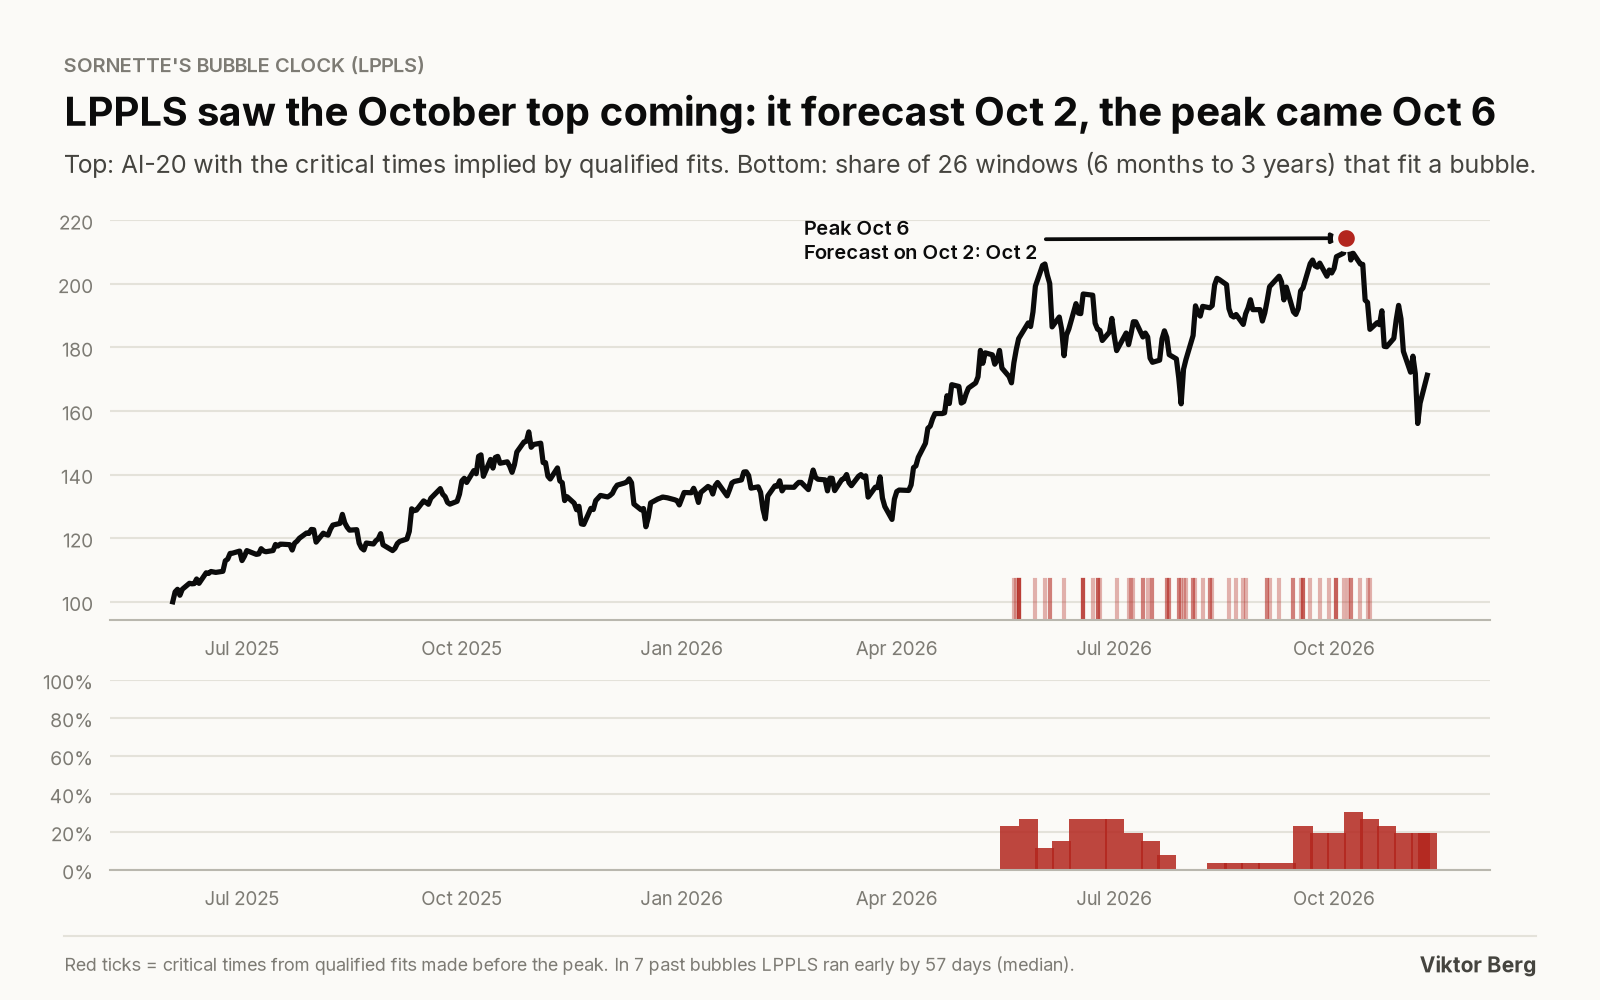 SORNETTE'S BUBBLE CLOCK (LPPLS)
LPPLS saw the October top coming: it forecast Oct 2, the peak came Oct 6
Top: AI-20 with the critical times implied by qualified fits. Bottom: share of 26 windows (6 months to 3 years) that fit a bubble.
220
Peak Oct 6
Forecast on Oct 2: Oct 2
200
180
160
140
120
100
Jul 2025 Oct 2025 Jan 2026 Apr 2026 Jul 2026 Oct 2026
100%
80%
60%
40%
20%
0%
Jul 2025 Oct 2025 Jan 2026 Apr 2026 Jul 2026 Oct 2026
Red ticks = critical times from qualified fits made before the peak. In 7 past bubbles LPPLS ran early by 57 days (median).
Viktor Berg